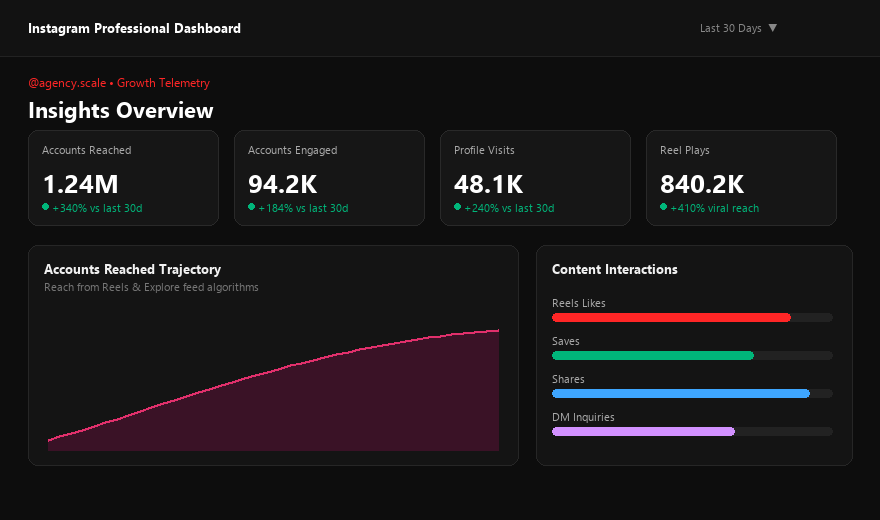 Instagram Professional Dashboard
Last 30 Days ▼
@agency.scale • Growth Telemetry
Insights Overview
Accounts Reached
1.24M
+340% vs last 30d
Accounts Engaged
94.2K
+184% vs last 30d
Profile Visits
48.1K
+240% vs last 30d
Reel Plays
840.2K
+410% viral reach
Accounts Reached Trajectory
Reach from Reels & Explore feed algorithms
Content Interactions
Reels Likes
Saves
Shares
DM Inquiries